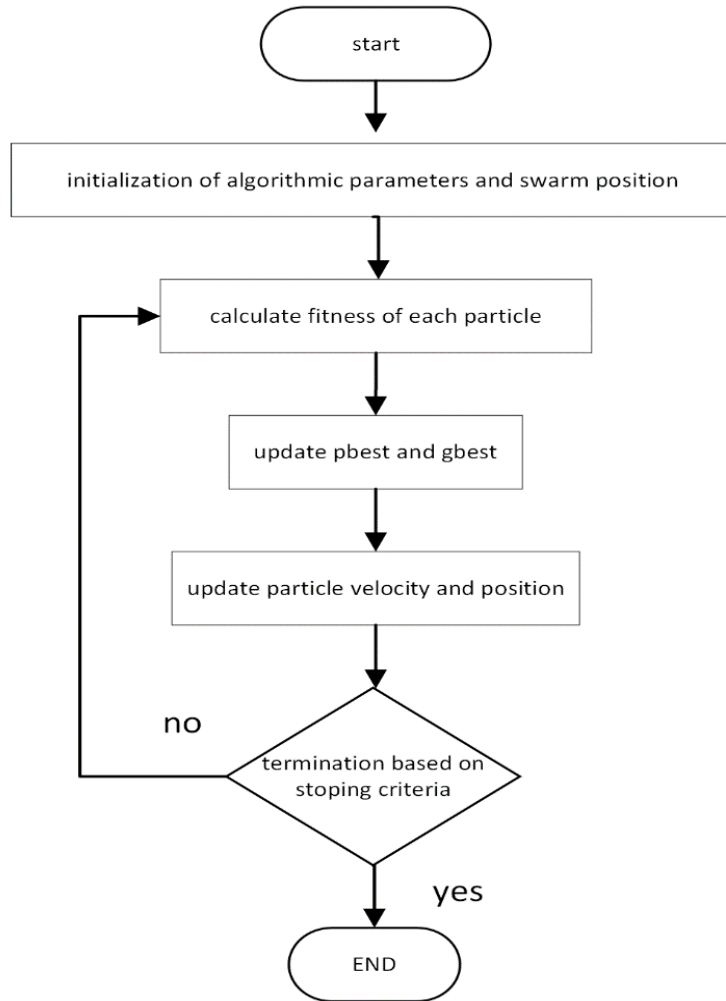 start
initialization of algorithmic parameters and swarm position
calculate fitness of each particle
update pbest and gbest
update particle velocity and position
no
termination based on
stoping criteria
yes
END